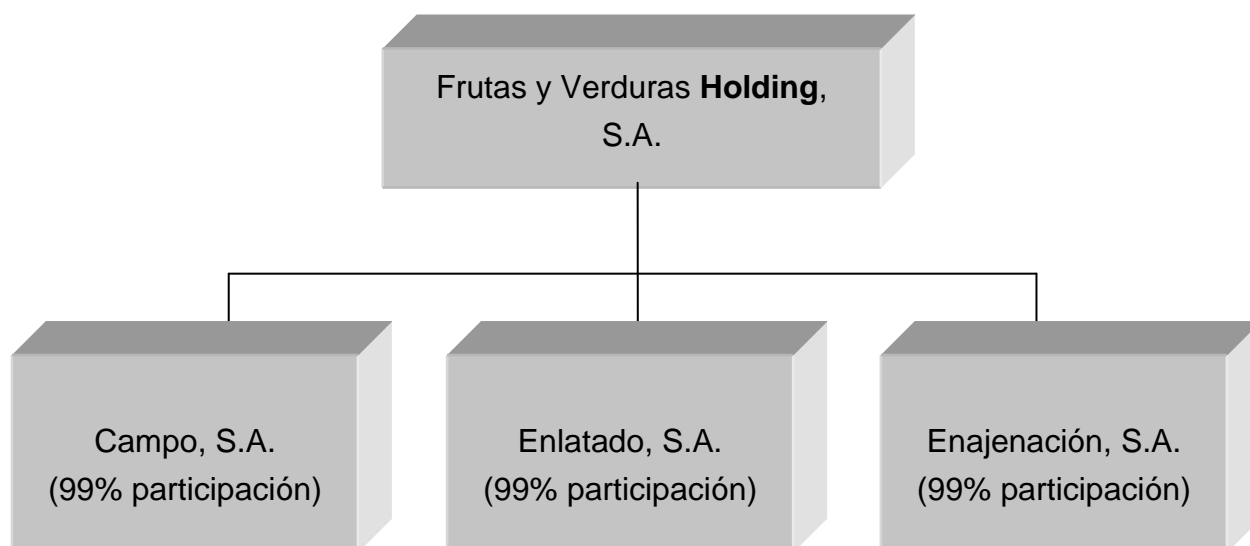 Frutas y Verduras Holding,
S.A.
Campo, S.A.
(99% participación)
Enlatado, S.A.
(99% participación)
Enajenación, S.A.
(99% participación)